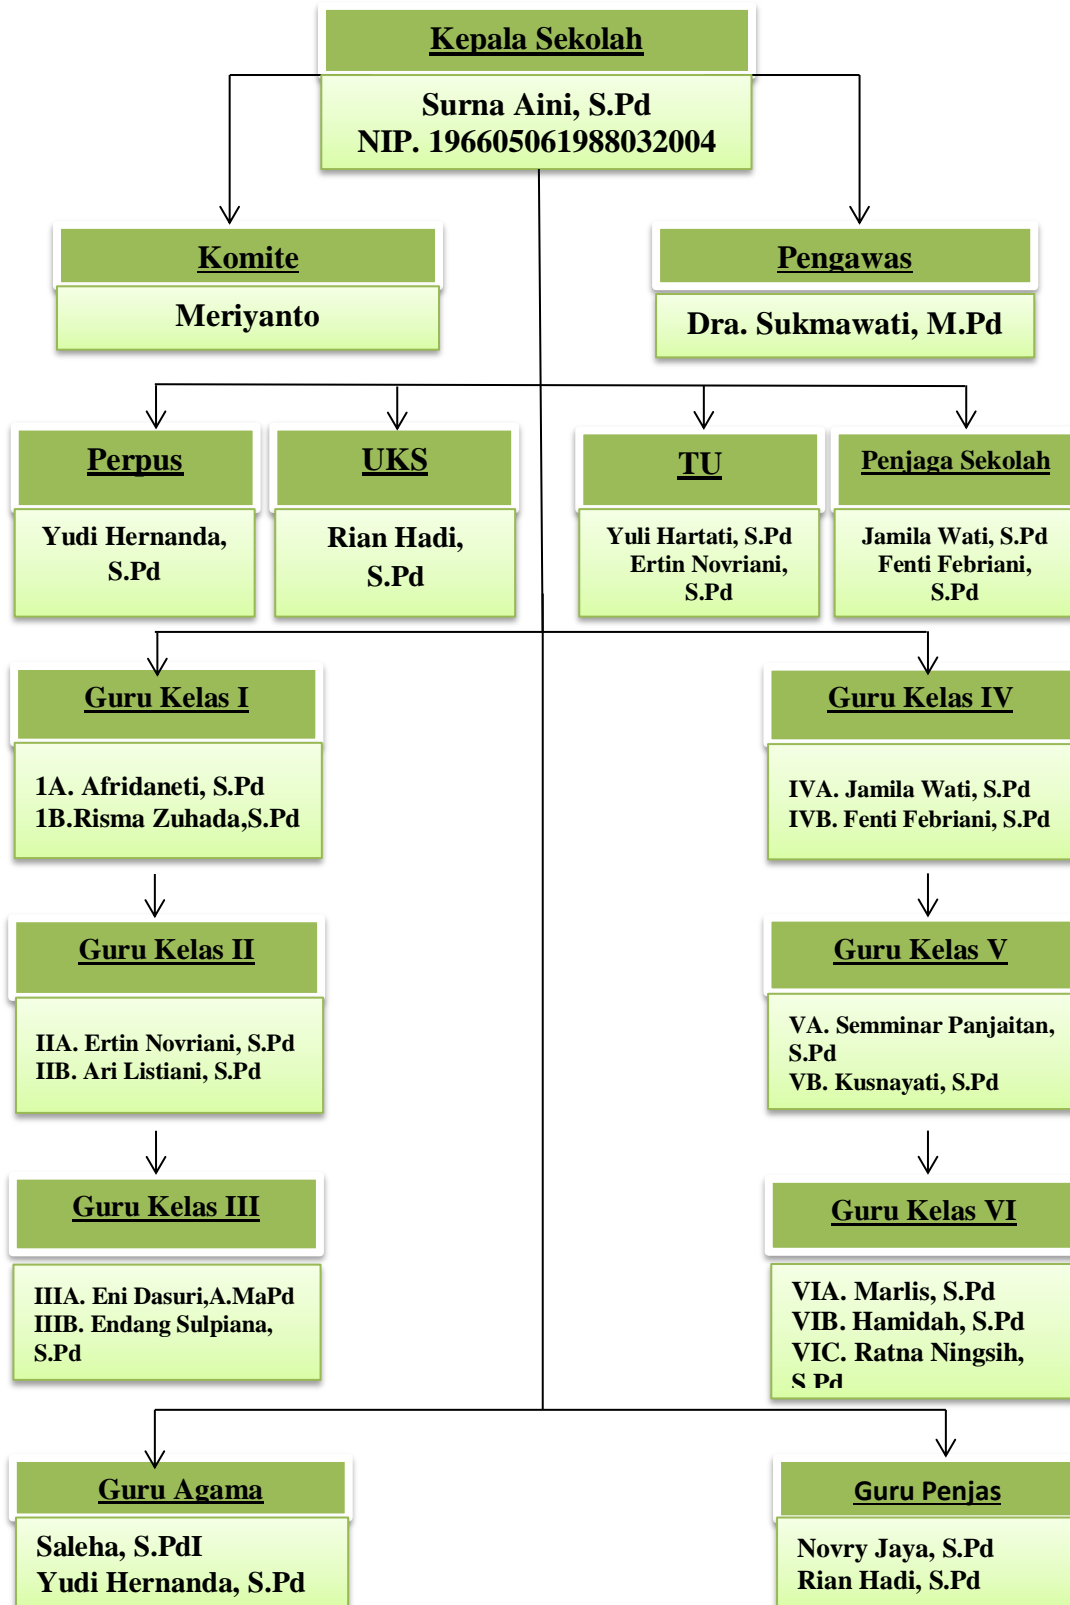 Kepala Sekolah
Surna Aini, S.Pd
NIP. 196605061988032004
Komite
Meriyanto
Pengawas
Dra. Sukmawati, M.Pd
Perpus
Yudi Hernanda,
S.Pd
UKS
Rian Hadi,
S.Pd
TU
Yuli Hartati, S.Pd
Ertin Novriani,
S.Pd
Penjaga Sekolah
Jamila Wati, S.Pd
Fenti Febriani,
S.Pd
Guru Kelas I
1A. Afridaneti, S.Pd
1B.Risma Zuhada,S.Pd
Guru Kelas IV
IVA. Jamila Wati, S.Pd
IVB. Fenti Febriani, S.Pd
Guru Kelas II
IIA. Ertin Novriani, S.Pd
IIB. Ari Listiani, S.Pd
Guru Kelas V
VA. Semminar Panjaitan,
S.Pd
VB. Kusnayati, S.Pd
Guru Kelas III
IIIA. Eni Dasuri,A.MaPd
IIIB. Endang Sulpiana,
S.Pd
Guru Kelas VI
VIA. Marlis, S.Pd
VIB. Hamidah, S.Pd
VIC. Ratna Ningsih,
S.Pd
Guru Agama
Saleha, S.PdI
Yudi Hernanda, S.Pd
Guru Penjas
Novry Jaya, S.Pd
Rian Hadi, S.Pd